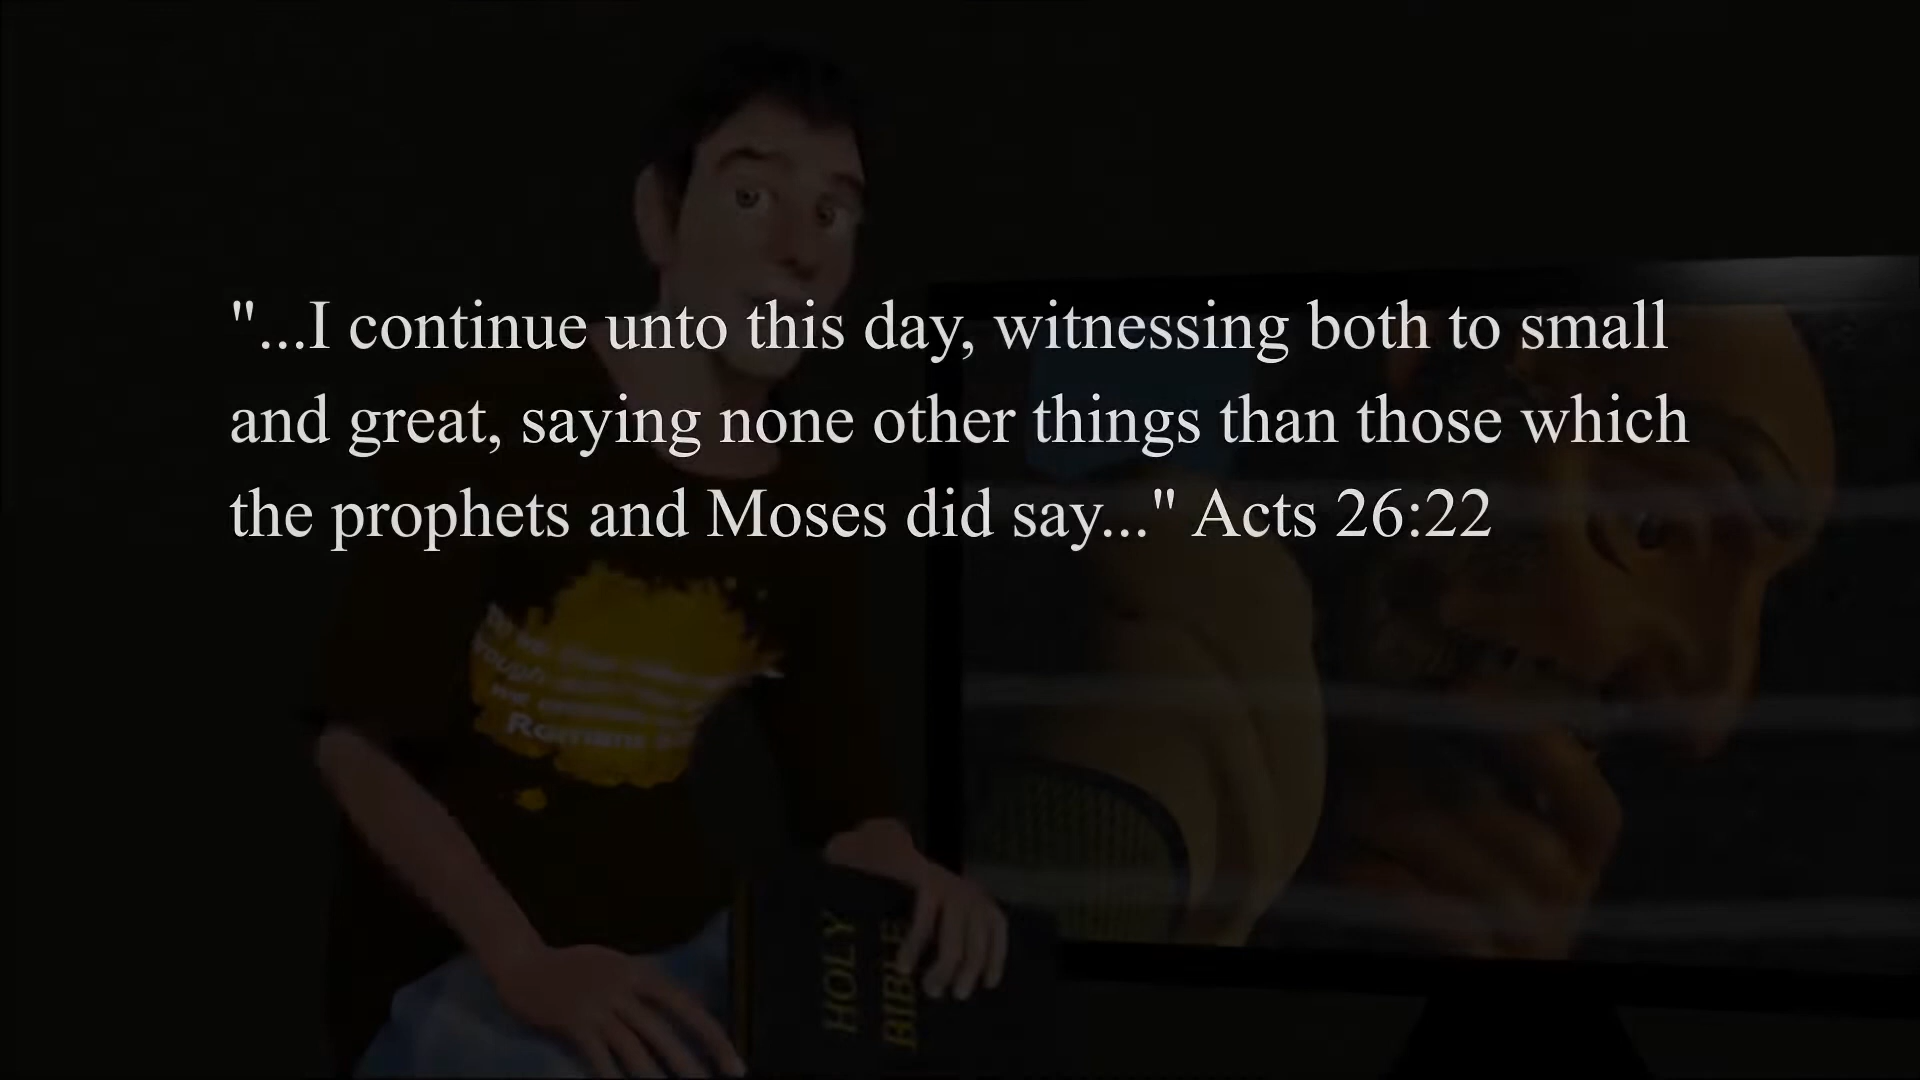 "...I continue unto this day, witnessing both to small
and great, saying none other things than those which
the prophets and Moses did say..." Acts 26:22
Romans
HOLY
BIBLE